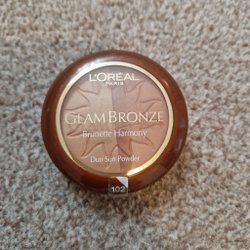 L'ORÉAL
PARIS
GLAM BRONZE
Brunette Harmony
Duo Sun Powder
102